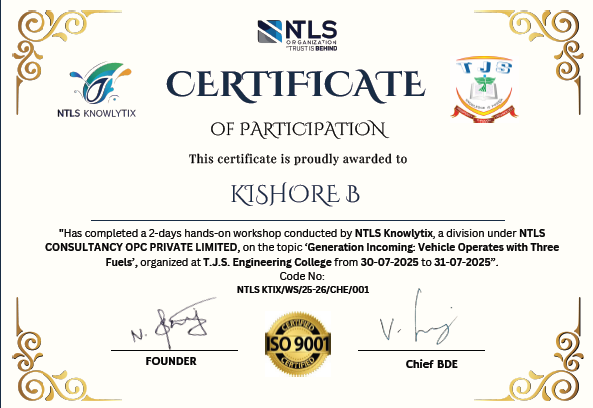 NTLS
ORGANIZATION
"TRUST IS BEHIND
NTLS KNOWLYTIX
TJS
CERTIFICATE
OF PARTICIPATION
This certificate is proudly awarded to
KISHORE B
"Has completed a 2-days hands-on workshop conducted by NTLS Knowlytix, a division under NTLS
CONSULTANCY OPC PRIVATE LIMITED, on the topic ‘Generation Incoming: Vehicle Operates with Three
Fuels’, organized at T.J.S. Engineering College from 30-07-2025 to 31-07-2025”.
Code No:
NTLS KTIX/WS/25-26/CHE/001
CERTIFIED
ISO 9001
CERTIFIED
FOUNDER
Chief BDE